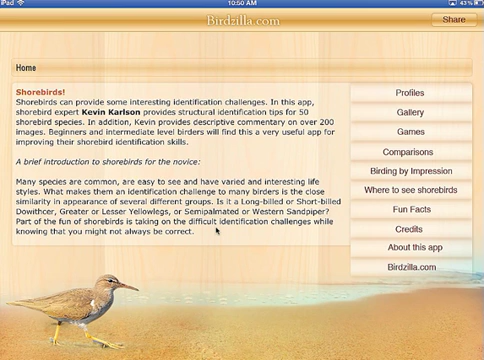 iPad
10:50 AM
43%
Birdzilla.com
Share
Home
Shorebirds!
Shorebirds can provide some interesting identification challenges. In this app,
shorebird expert Kevin Karlson provides structural identification tips for 50
shorebird species. In addition, Kevin provides descriptive commentary on over 200
images. Beginners and intermediate level birders will find this a very useful app for
improving their shorebird identification skills.
A brief introduction to shorebirds for the novice:
Many species are common, are easy to see and have varied and interesting life
styles. What makes them an identification challenge to many birders is the close
similarity in appearance of several different groups. Is it a Long-billed or Short-billed
Dowithcer, Greater or Lesser Yellowlegs, or Semipalmated or Western Sandpiper?
Part of the fun of shorebirds is taking on the difficult identification challenges while
knowing that you might not always be correct.
Profiles
Gallery
Games
Comparisons
Birding by Impression
Where to see shorebirds
Fun Facts
Credits
About this app
Birdzilla.com